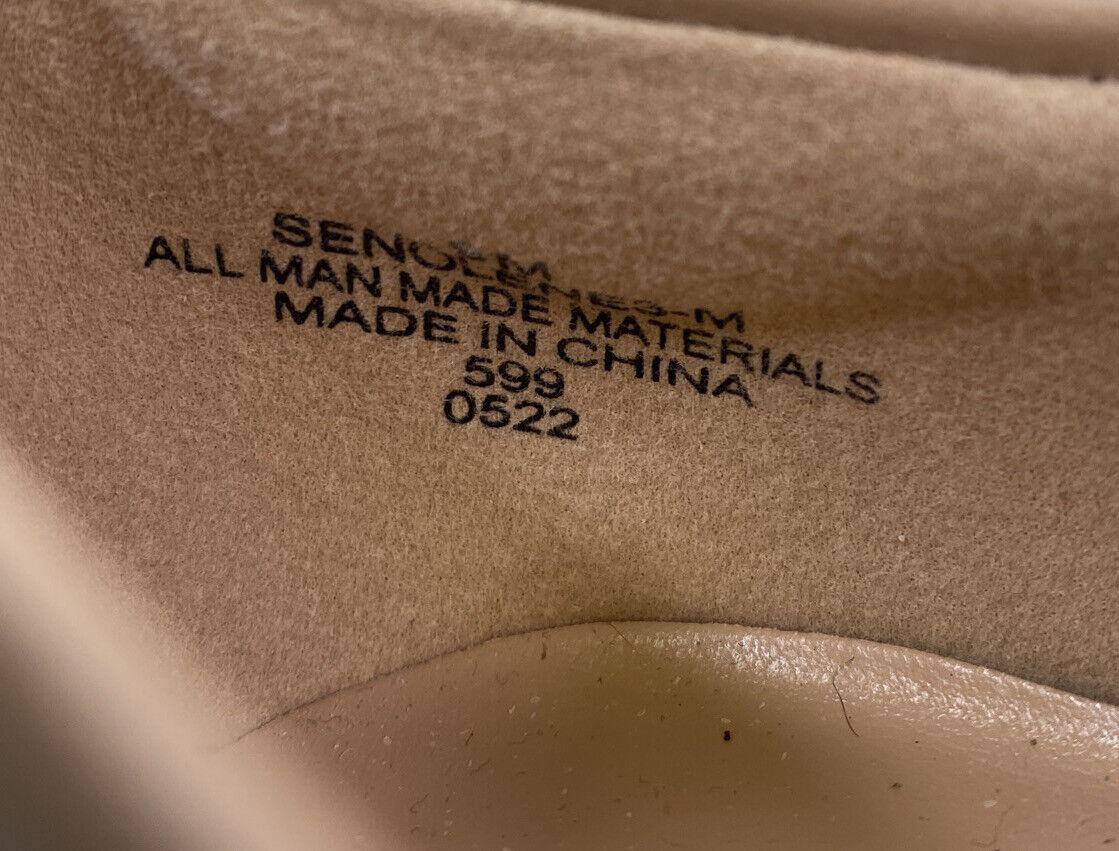 ALL MAN MADE MATERIALS
MADE IN CHINA
599
0522